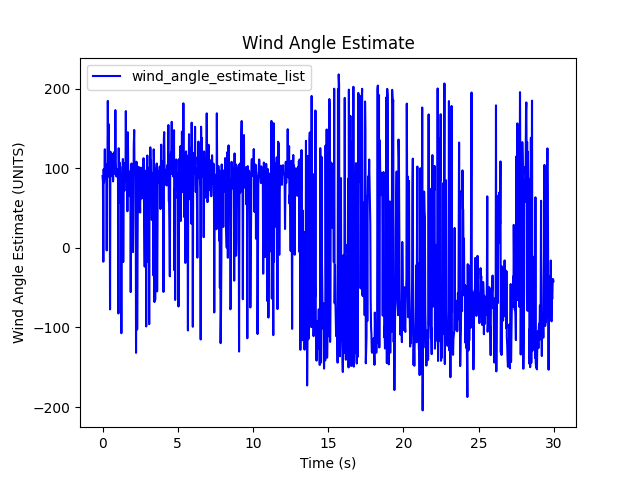 Wind Angle Estimate
wind_angle_estimate_list
Wind Angle Estimate (UNITS)
200
100
0
−100
−200
0 5 10 15 20 25 30
Time (s)